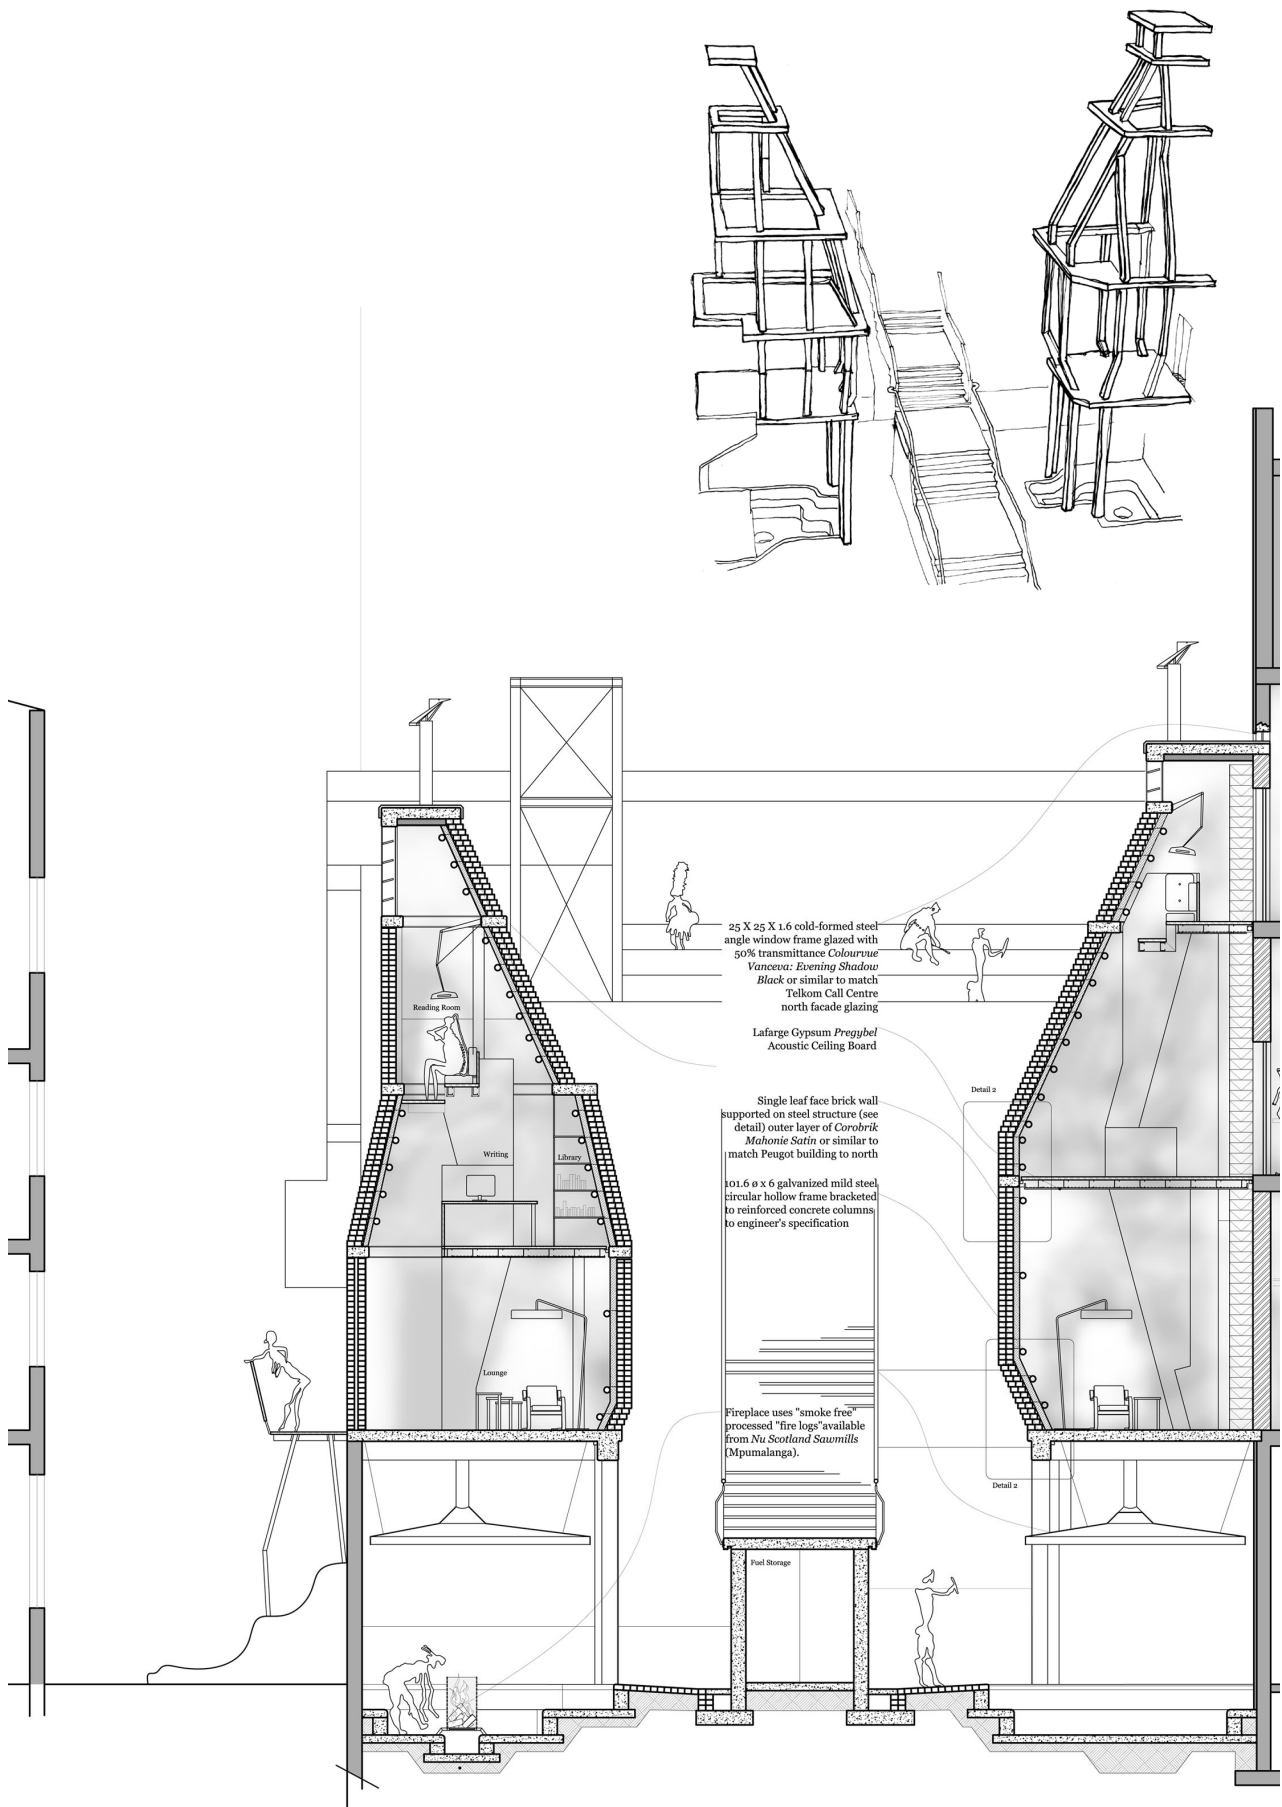 25 X 25 X 1.6 cold-formed steel
angle window frame glazed with
50% transmittance Colourvue
Vanceva: Evening Shadow
Black or similar to match
Telkom Call Centre
north facade glazing
Reading Room
Lafarge Gypsum Pregybel
Acoustic Ceiling Board
Detail 2
Single leaf face brick wall
supported on steel structure (see
detail) outer layer of Corobrik
Mahonie Satin or similar to
match Peugot building to north
Writing
Library
101.6 ø x 6 galvanized mild steel
circular hollow frame bracketed
to reinforced concrete columns
to engineer's specification
Lounge
Fireplace uses "smoke free"
processed "fire logs"available
from Nu Scotland Sawmills
(Mpumalanga).
Detail 2
Fuel Storage